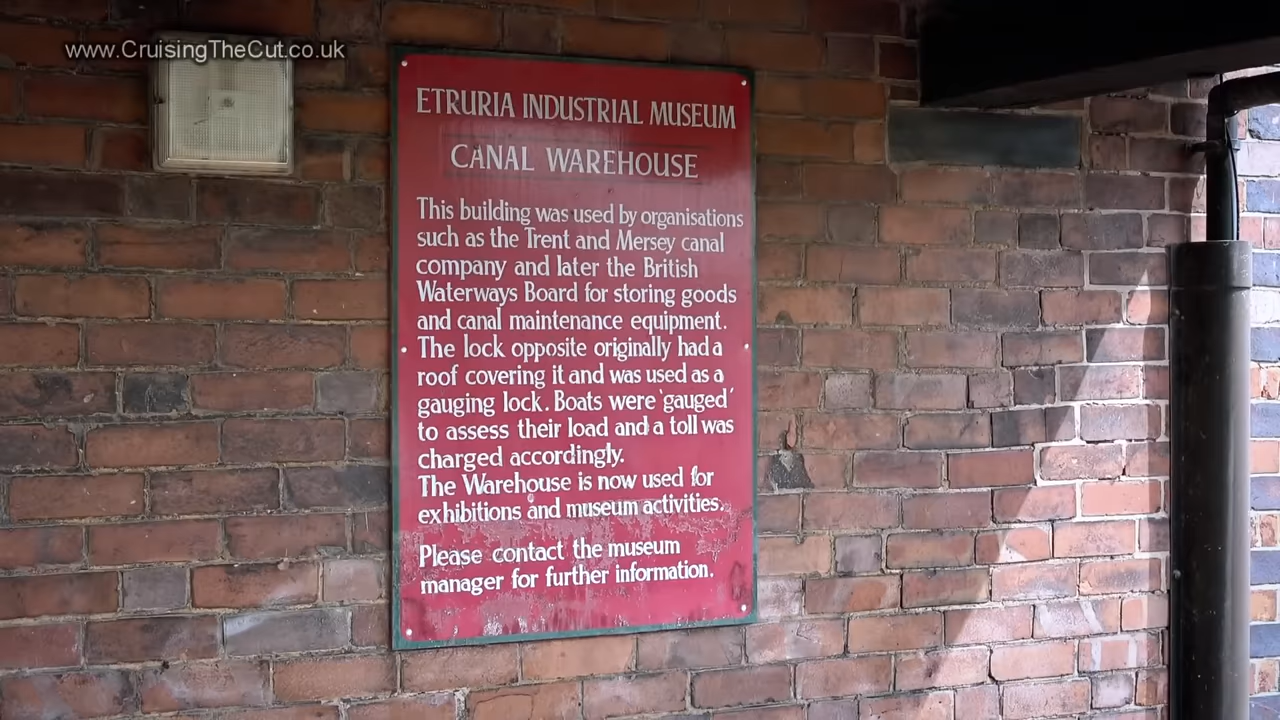 www.CruisingTheCut.co.uk
ETRURIA INDUSTRIAL MUSEUM
CANAL WAREHOUSE
This building was used by organisations
such as the Trent and Mersey canal
company and later the British
Waterways Board for storing goods
and canal maintenance equipment.
The lock opposite originally had a
roof covering it and was used as a
gauging lock. Boats were 'gauged'
to assess their load and a toll was
charged accordingly.
The Warehouse is now used for
exhibitions and museum activities.
Please contact the museum
manager for further information.